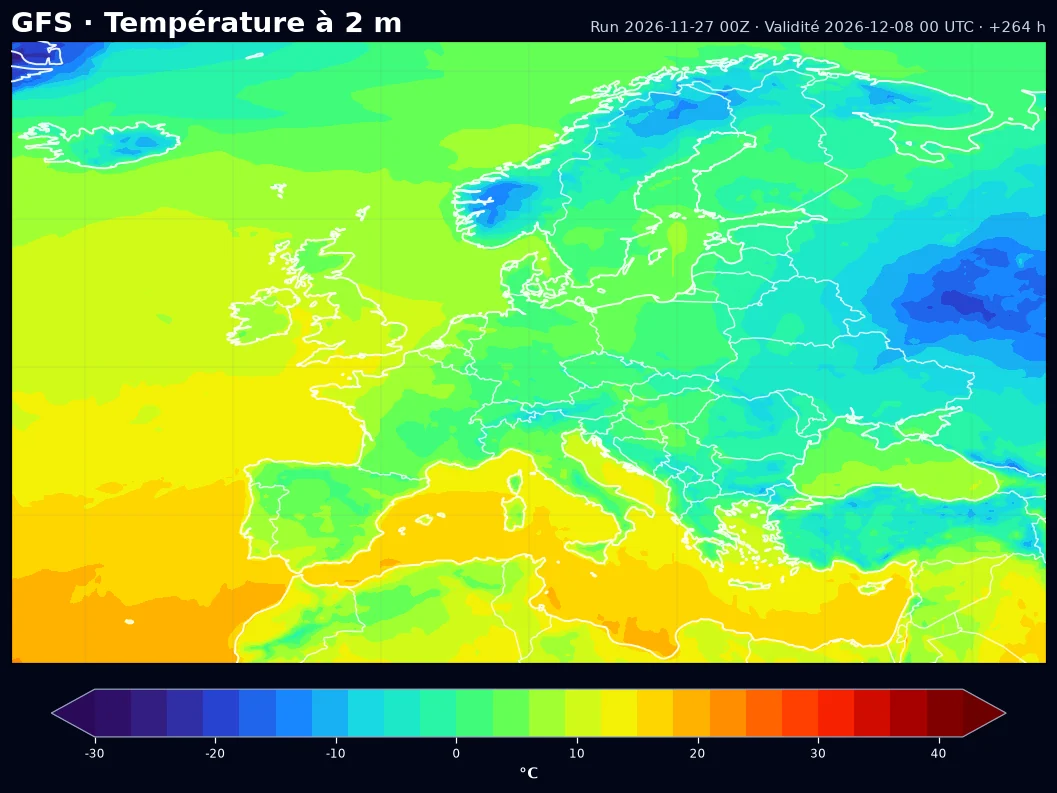 GFS · Température à 2 m
Run 2026-11-27 00Z · Validité 2026-12-08 00 UTC · +264 h
-30 -20 -10 0 10 20 30 40
°C